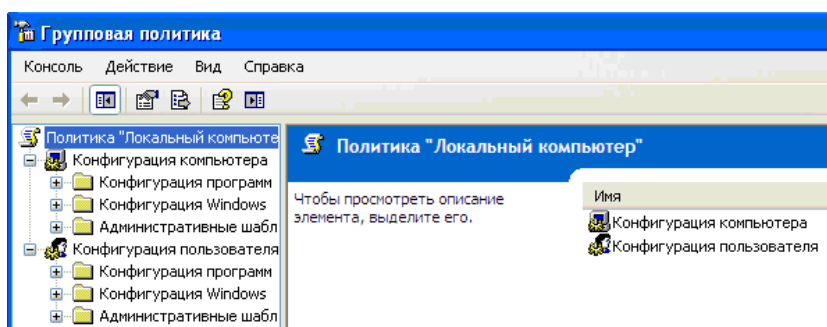 Групповая политика
Консоль Действие Вид Справка
Политика "Локальный компьюте
Конфигурация компьютера
Конфигурация программ
Конфигурация Windows
Административные шабл
Конфигурация пользователя
Конфигурация программ
Конфигурация Windows
Административные шабл
Политика "Локальный компьютер"
Чтобы просмотреть описание
элемента, выделите его.
Имя
Конфигурация компьютера
Конфигурация пользователя